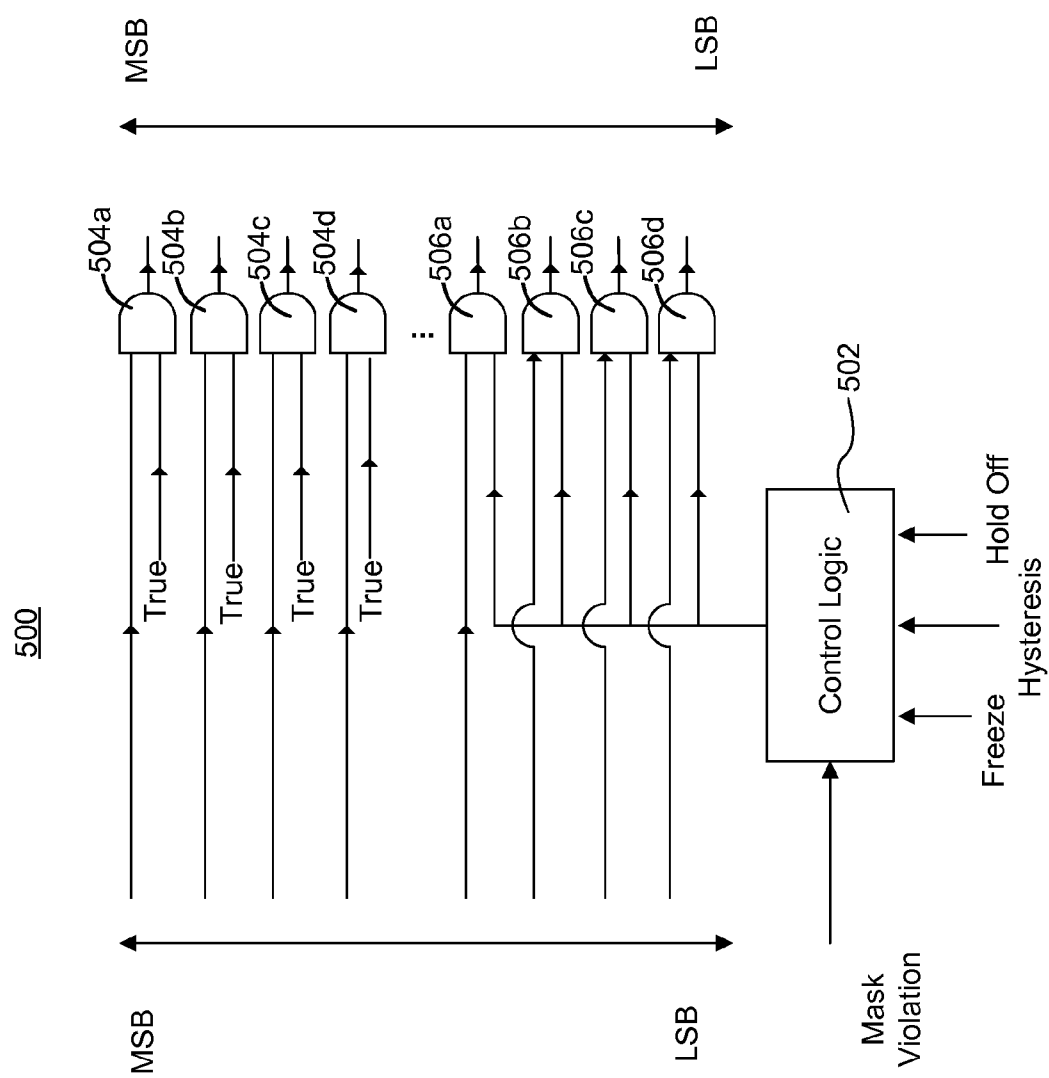 500
MSB
MSB
504a
504b
504c
504d
True
True
True
True
...
506a
506b
506c
506d
LSB
LSB
502
Control Logic
Mask
Violation
Freeze
Hysteresis
Hold Off